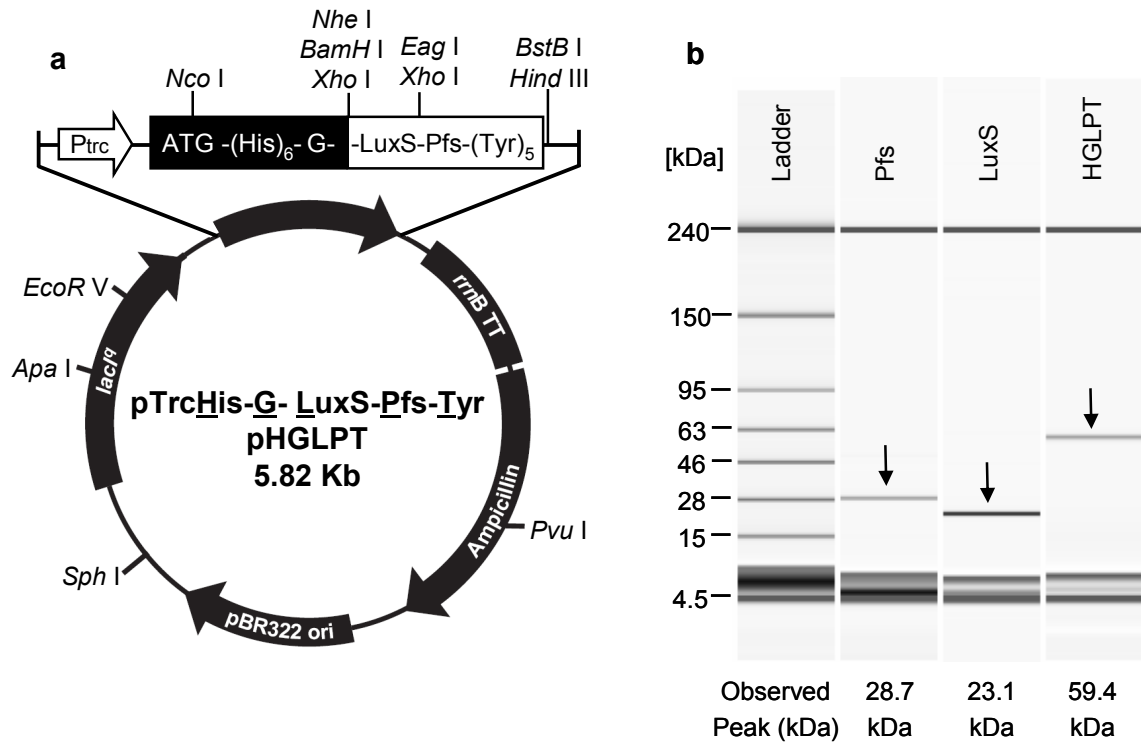 a
Nhe I
BamH I
Xho I
Eag I
Xho I
BstB I
Hind III
Nco I
Ptrc
ATG -(His)6- G-
-LuxS-Pfs-(Tyr)5
EcoR V
Apa I
Sph I
Pvu I
lacIq
rrnB TT
Ampicillin
pBR322 ori
pTrcHis-G- LuxS-Pfs-Tyr
pHGLPT
5.82 Kb
b
[kDa]
Ladder
Pfs
LuxS
HGLPT
240
150
95
63
46
28
15
4.5
Observed Peak (kDa)
28.7 kDa
23.1 kDa
59.4 kDa